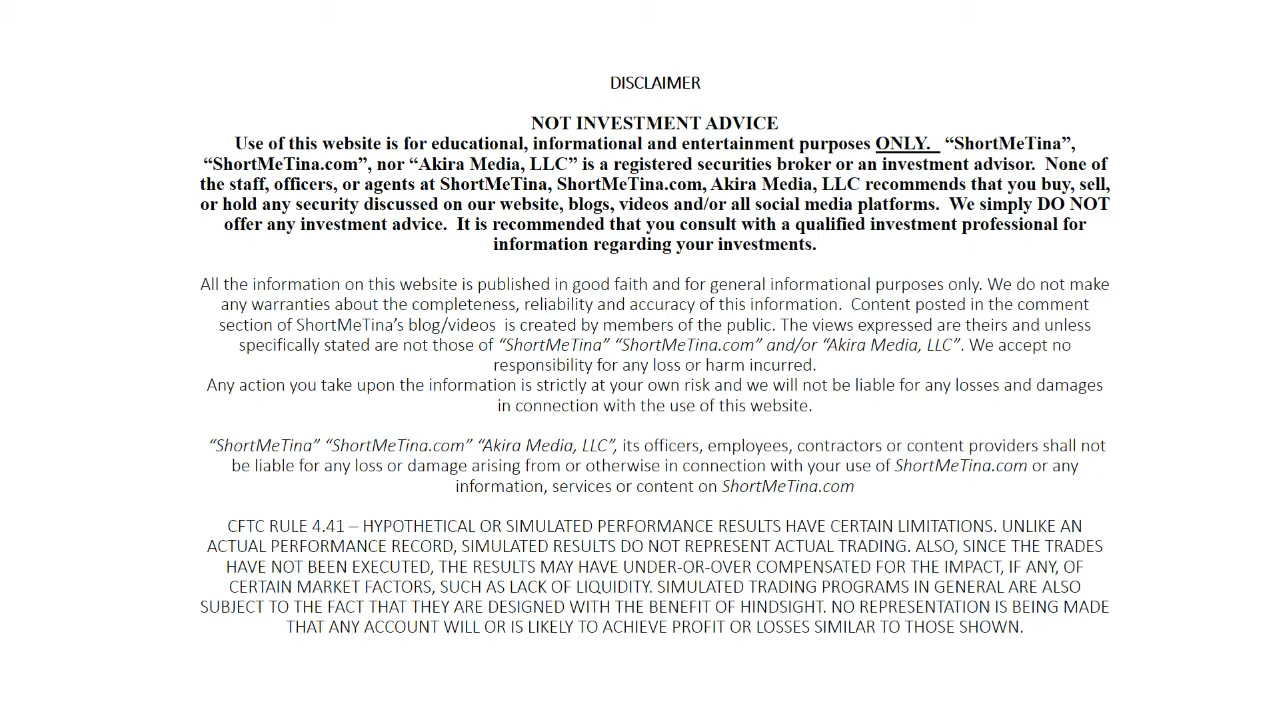 DISCLAIMER
NOT INVESTMENT ADVICE
Use of this website is for educational, informational and entertainment purposes ONLY.  “ShortMeTina”,
“ShortMeTina.com”, nor “Akira Media, LLC” is a registered securities broker or an investment advisor.  None of
the staff, officers, or agents at ShortMeTina, ShortMeTina.com, Akira Media, LLC recommends that you buy, sell,
or hold any security discussed on our website, blogs, videos and/or all social media platforms.  We simply DO NOT
offer any investment advice.  It is recommended that you consult with a qualified investment professional for
information regarding your investments.
All the information on this website is published in good faith and for general informational purposes only. We do not make
any warranties about the completeness, reliability and accuracy of this information.  Content posted in the comment
section of ShortMeTina’s blog/videos  is created by members of the public. The views expressed are theirs and unless
specifically stated are not those of “ShortMeTina” “ShortMeTina.com” and/or “Akira Media, LLC”. We accept no
responsibility for any loss or harm incurred.
Any action you take upon the information is strictly at your own risk and we will not be liable for any losses and damages
in connection with the use of this website.
“ShortMeTina” “ShortMeTina.com” “Akira Media, LLC”, its officers, employees, contractors or content providers shall not
be liable for any loss or damage arising from or otherwise in connection with your use of ShortMeTina.com or any
information, services or content on ShortMeTina.com
CFTC RULE 4.41 – HYPOTHETICAL OR SIMULATED PERFORMANCE RESULTS HAVE CERTAIN LIMITATIONS. UNLIKE AN
ACTUAL PERFORMANCE RECORD, SIMULATED RESULTS DO NOT REPRESENT ACTUAL TRADING. ALSO, SINCE THE TRADES
HAVE NOT BEEN EXECUTED, THE RESULTS MAY HAVE UNDER-OR-OVER COMPENSATED FOR THE IMPACT, IF ANY, OF
CERTAIN MARKET FACTORS, SUCH AS LACK OF LIQUIDITY. SIMULATED TRADING PROGRAMS IN GENERAL ARE ALSO
SUBJECT TO THE FACT THAT THEY ARE DESIGNED WITH THE BENEFIT OF HINDSIGHT. NO REPRESENTATION IS BEING MADE
THAT ANY ACCOUNT WILL OR IS LIKELY TO ACHIEVE PROFIT OR LOSSES SIMILAR TO THOSE SHOWN.